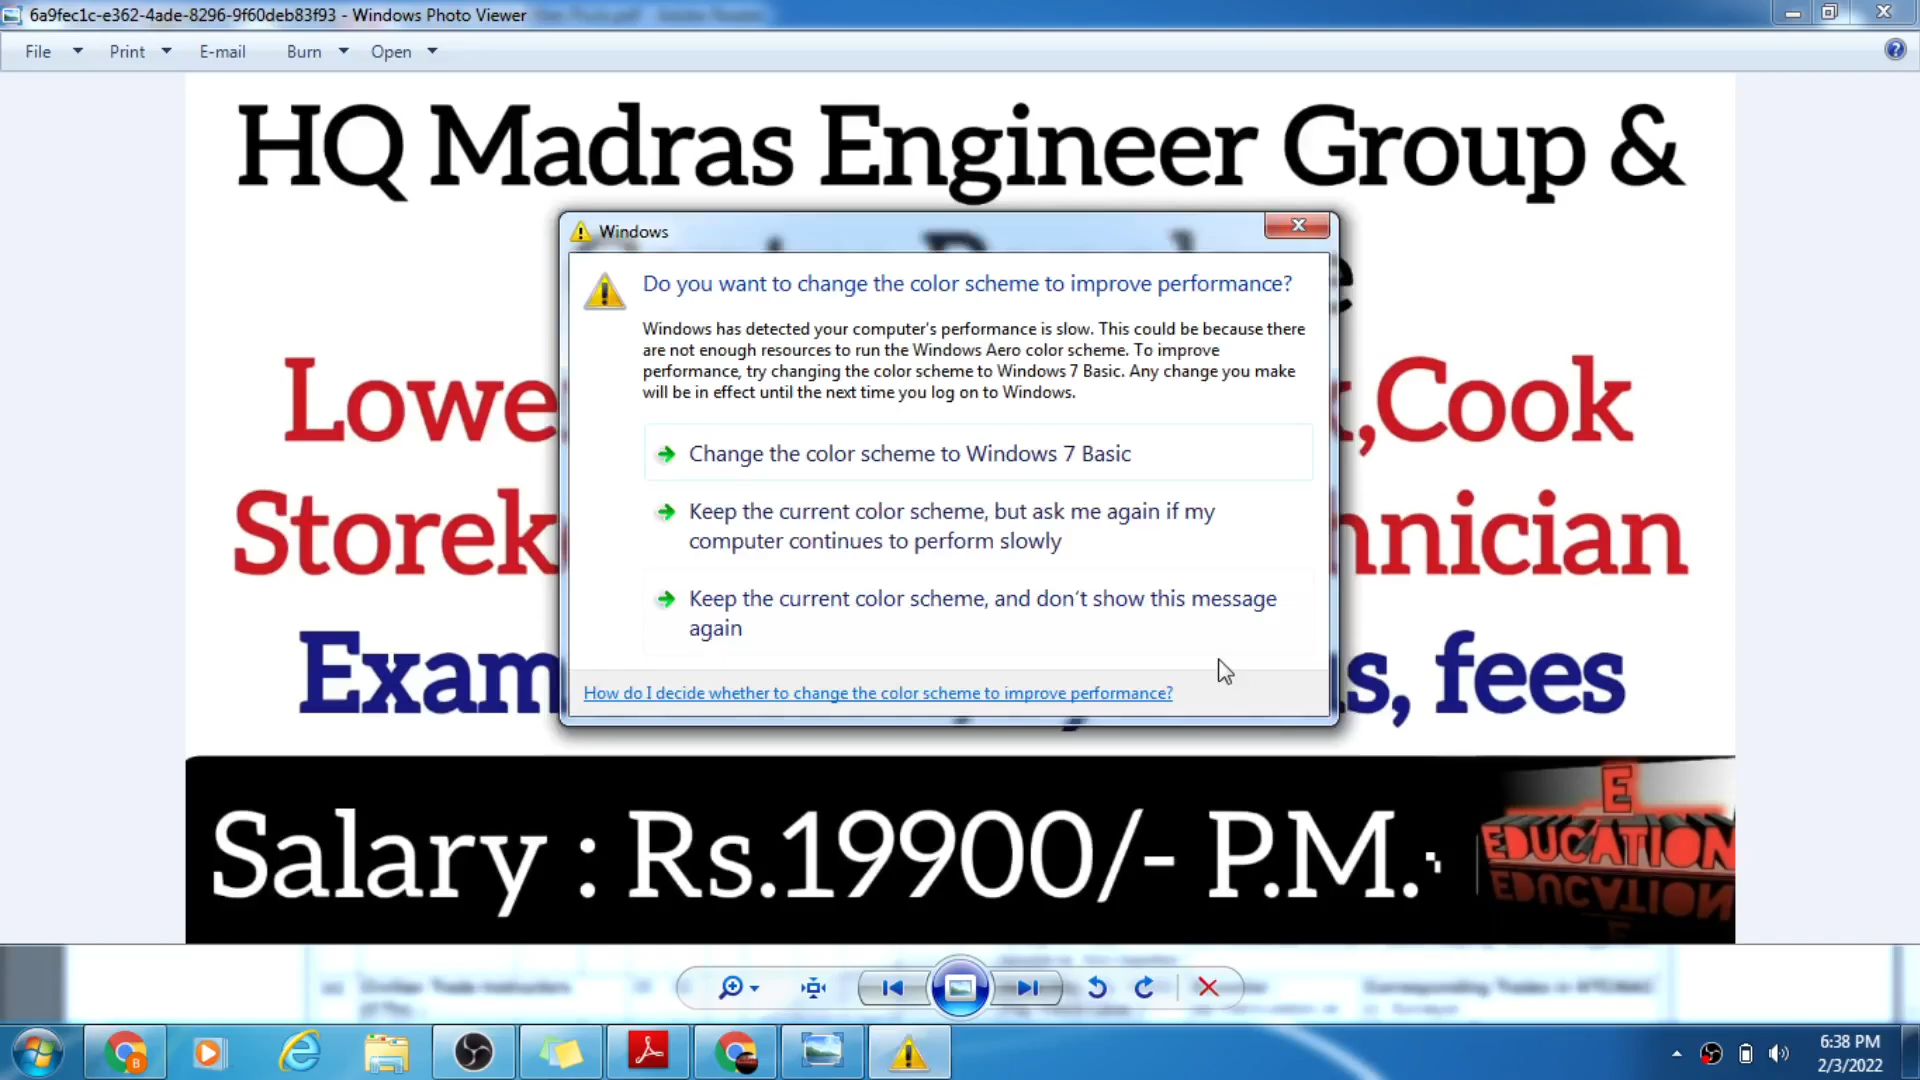 6a9fec1c-e362-4ade-8296-9f60deb83f93 - Windows Photo Viewer
File Print E-mail Burn Open
HQ Madras Engineer Group &
Windows
Do you want to change the color scheme to improve performance?
Windows has detected your computer's performance is slow. This could be because there
are not enough resources to run the Windows Aero color scheme. To improve
performance, try changing the color scheme to Windows 7 Basic. Any change you make
will be in effect until the next time you log on to Windows.
Change the color scheme to Windows 7 Basic
Keep the current color scheme, but ask me again if my
computer continues to perform slowly
Keep the current color scheme, and don't show this message
again
How do I decide whether to change the color scheme to improve performance?
Lowe ,Cook
Storek hnician
Exam s, fees
Salary : Rs.19900/- P.M.
E
EDUCATION
Civilian Trade Instructors
6:38 PM
2/3/2022